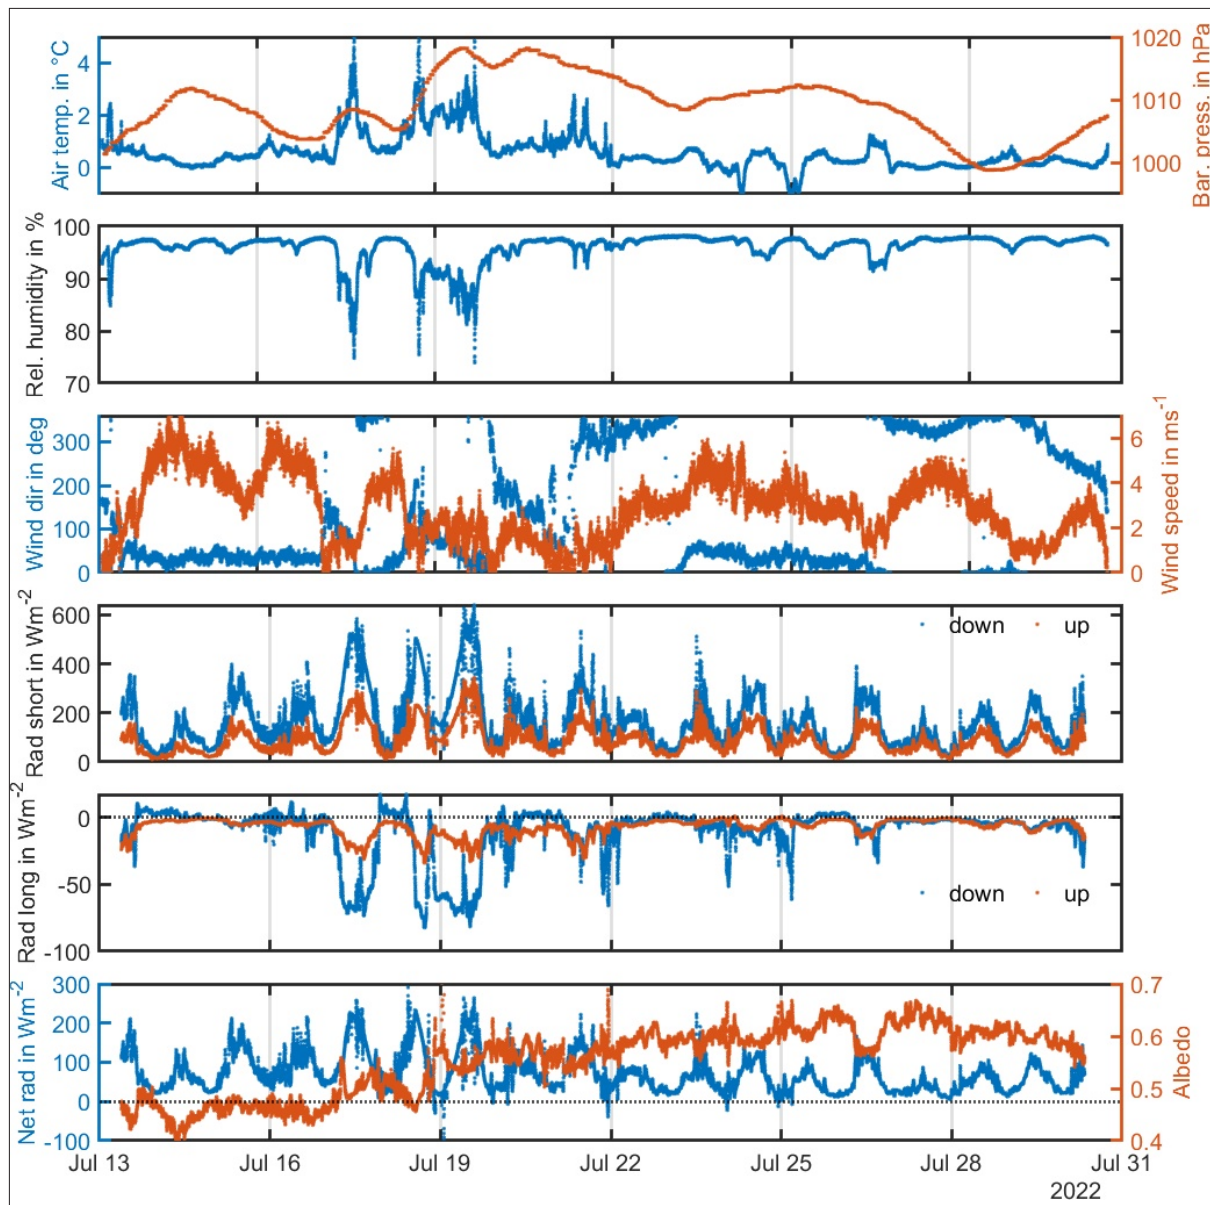 Air temp. in °C
4
2
0
1020
1010
1000
Bar. press. in hPa
Rel. humidity in %
100
90
80
70
Wind dir in deg
300
200
100
0
6
4
2
0
Wind speed in ms-1
Rad short in Wm-2
600
400
200
0
down up
Rad long in Wm-2
0
-50
-100
down up
Net rad in Wm-2
300
200
100
0
-100
0.7
0.6
0.5
0.4
Albedo
Jul 13 Jul 16 Jul 19 Jul 22 Jul 25 Jul 28 Jul 31
2022